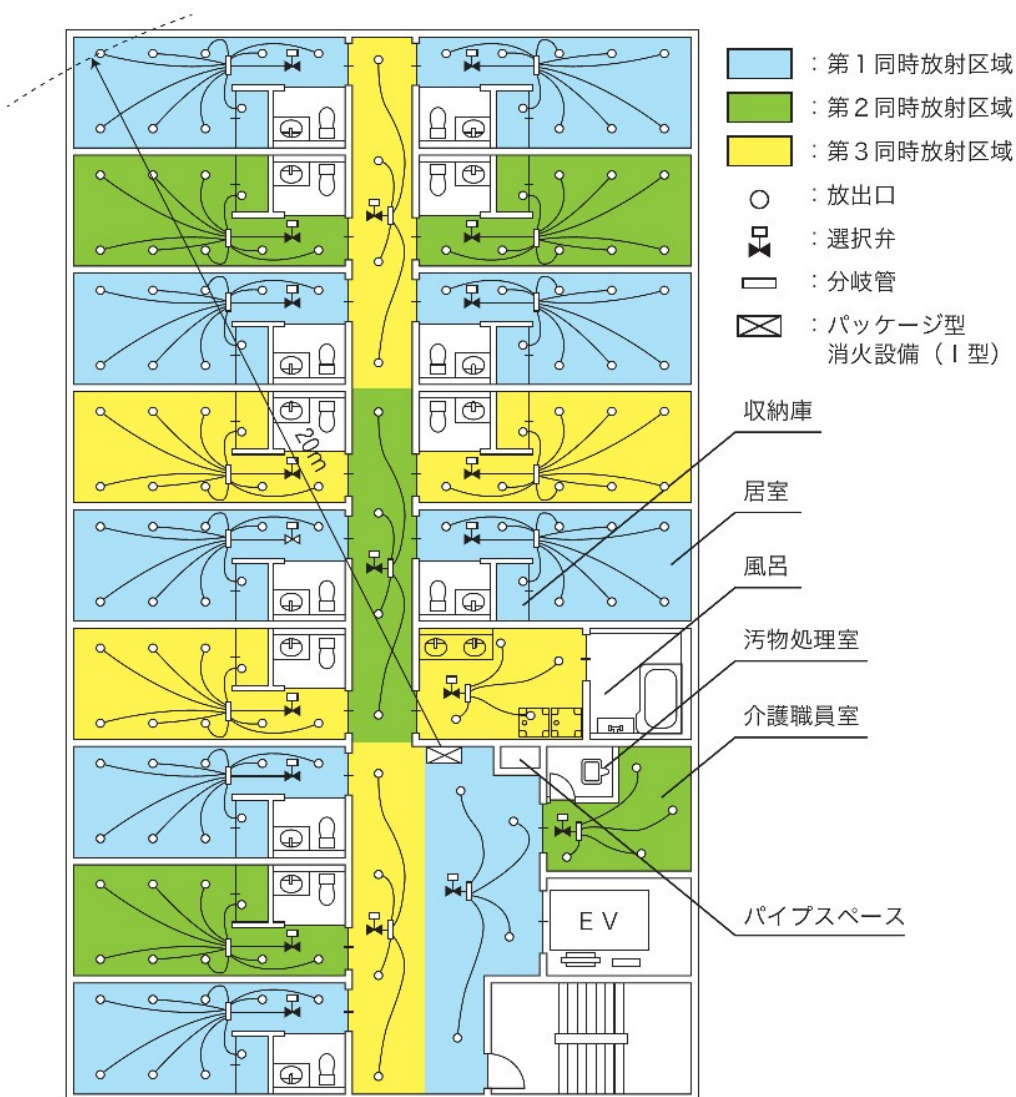 ：第１同時放射区域
：第２同時放射区域
：第３同時放射区域
：放出口
：選択弁
：分岐管
：パッケージ型
消火設備（Ⅰ型）
収納庫
居室
風呂
汚物処理室
介護職員室
パイプスペース
20m
EV